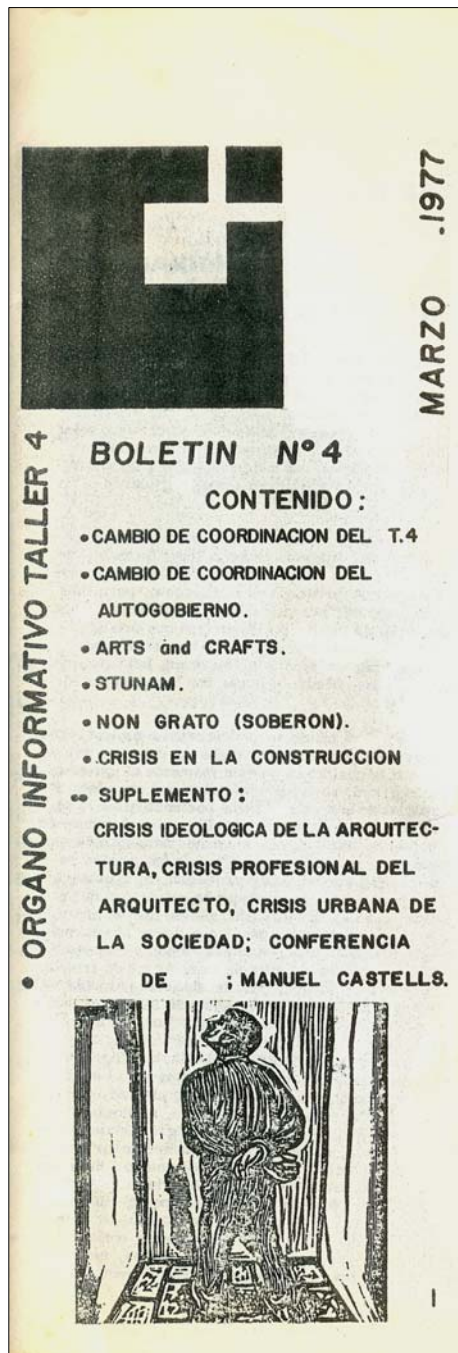 MARZO .1977
• ORGANO INFORMATIVO TALLER 4
BOLETIN Nº 4
CONTENIDO :
• CAMBIO DE COORDINACION DEL T.4
• CAMBIO DE COORDINACION DEL
AUTOGOBIERNO.
• ARTS and CRAFTS.
• STUNAM.
• NON GRATO (SOBERON).
• .CRISIS EN LA CONSTRUCCION
•• SUPLEMENTO :
CRISIS IDEOLOGICA DE LA ARQUITEC-
TURA, CRISIS PROFESIONAL DEL
ARQUITECTO, CRISIS URBANA DE
LA SOCIEDAD; CONFERENCIA
DE ; MANUEL CASTELLS.
1